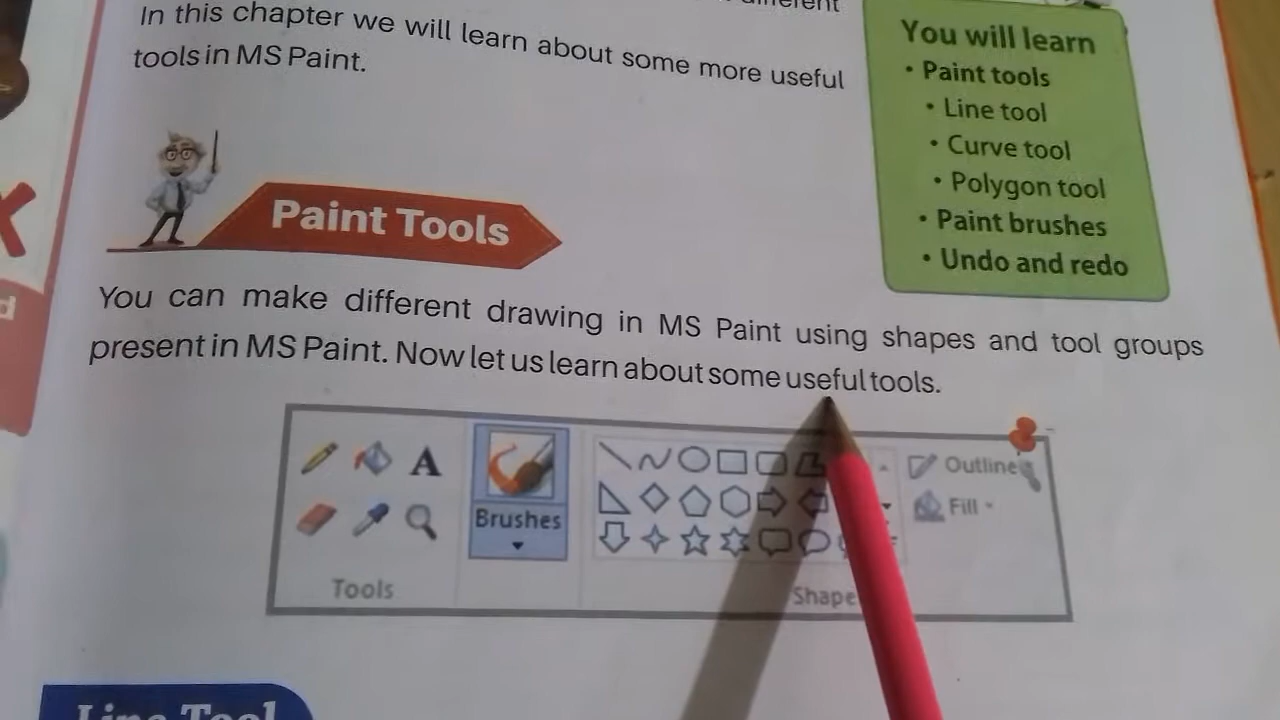 different
In this chapter we will learn about some more useful
tools in MS Paint.
You will learn
• Paint tools
• Line tool
• Curve tool
• Polygon tool
• Paint brushes
• Undo and redo
Paint Tools
You can make different drawing in MS Paint using shapes and tool groups
present in MS Paint. Now let us learn about some useful tools.
A
Brushes
Outline
Fill
Tools
Shape
Line Tool